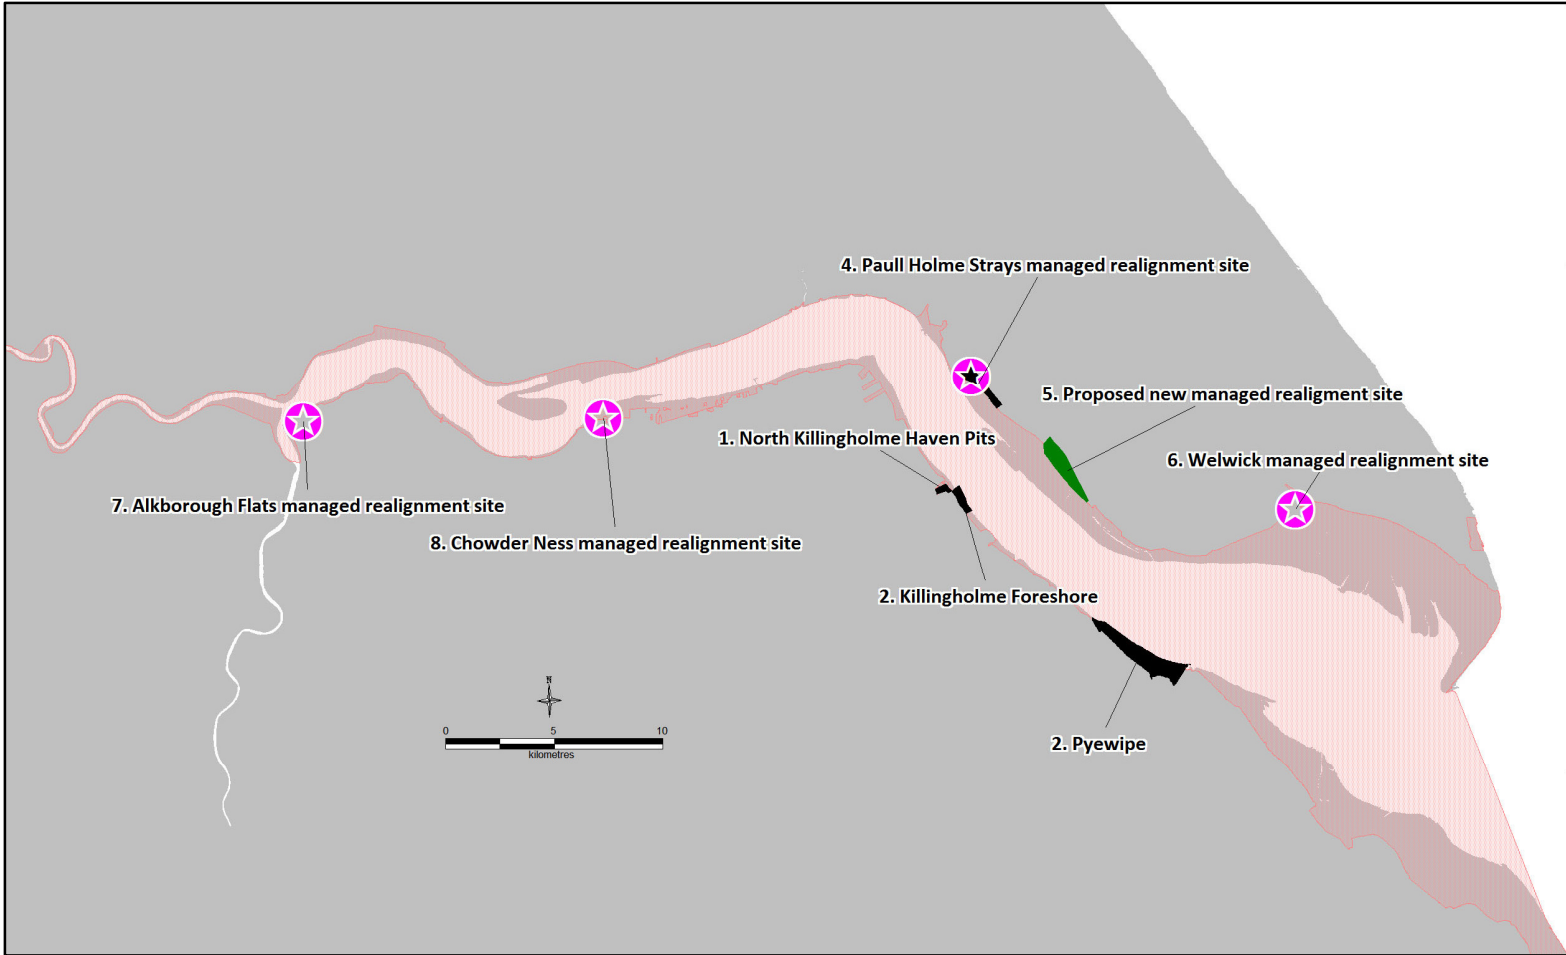 4. Paull Holme Strays managed realignment site
5. Proposed new managed realigment site
1. North Killingholme Haven Pits
6. Welwick managed realignment site
7. Alkborough Flats managed realignment site
8. Chowder Ness managed realignment site
2. Killingholme Foreshore
N
0 5 10
kilometres
2. Pyewipe